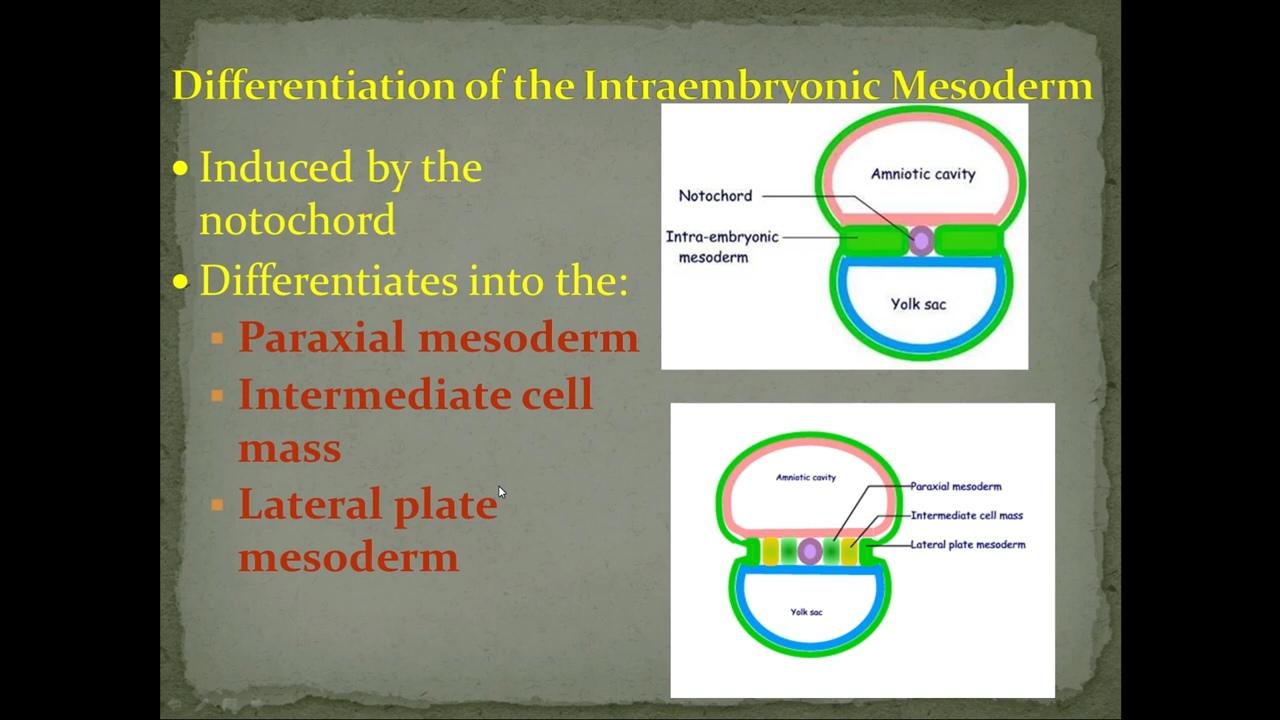 Differentiation of the Intraembryonic Mesoderm
• Induced by the
notochord
• Differentiates into the:
▪ Paraxial mesoderm
▪ Intermediate cell
mass
▪ Lateral plate
mesoderm
Amniotic cavity
Notochord
Intra-embryonic
mesoderm
Yolk sac
Amniotic cavity
Paraxial mesoderm
Intermediate cell mass
Lateral plate mesoderm
Yolk sac